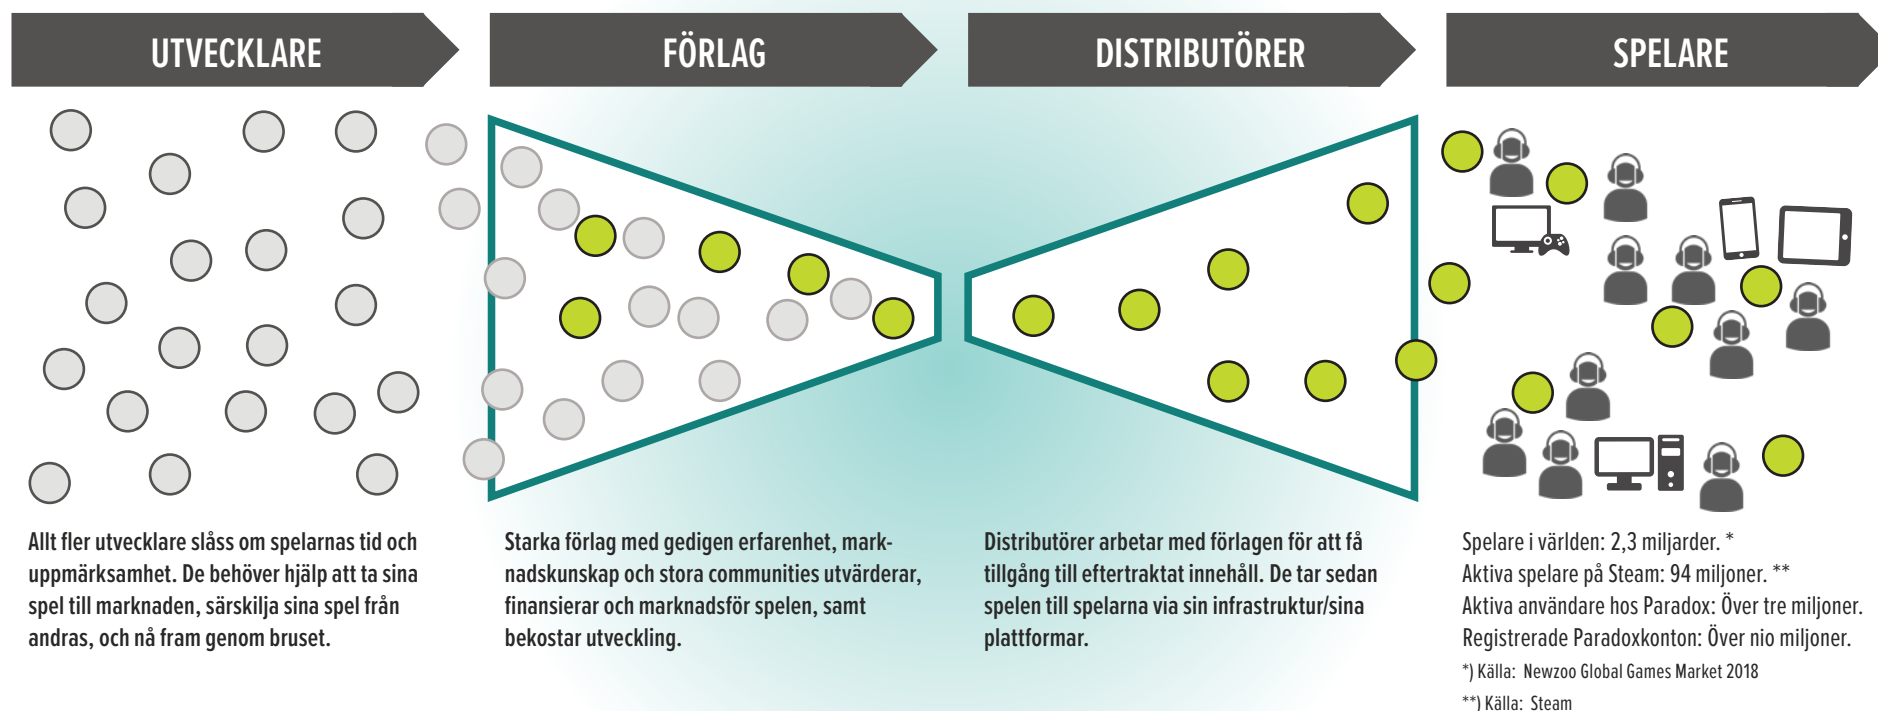 UTVECKLARE
FÖRLAG
DISTRIBUTÖRER
SPELARE
Allt fler utvecklare slåss om spelarnas tid och
uppmärksamhet. De behöver hjälp att ta sina
spel till marknaden, särskilja sina spel från
andras, och nå fram genom bruset.
Starka förlag med gedigen erfarenhet, mark-
nadskunskap och stora communities utvärderar,
finansierar och marknadsför spelen, samt
bekostar utveckling.
Distributörer arbetar med förlagen för att få
tillgång till eftertraktat innehåll. De tar sedan
spelen till spelarna via sin infrastruktur/sina
plattformar.
Spelare i världen: 2,3 miljarder. *
Aktiva spelare på Steam: 94 miljoner. **
Aktiva användare hos Paradox: Över tre miljoner.
Registrerade Paradoxkonton: Över nio miljoner.
*) Källa: Newzoo Global Games Market 2018
**) Källa: Steam